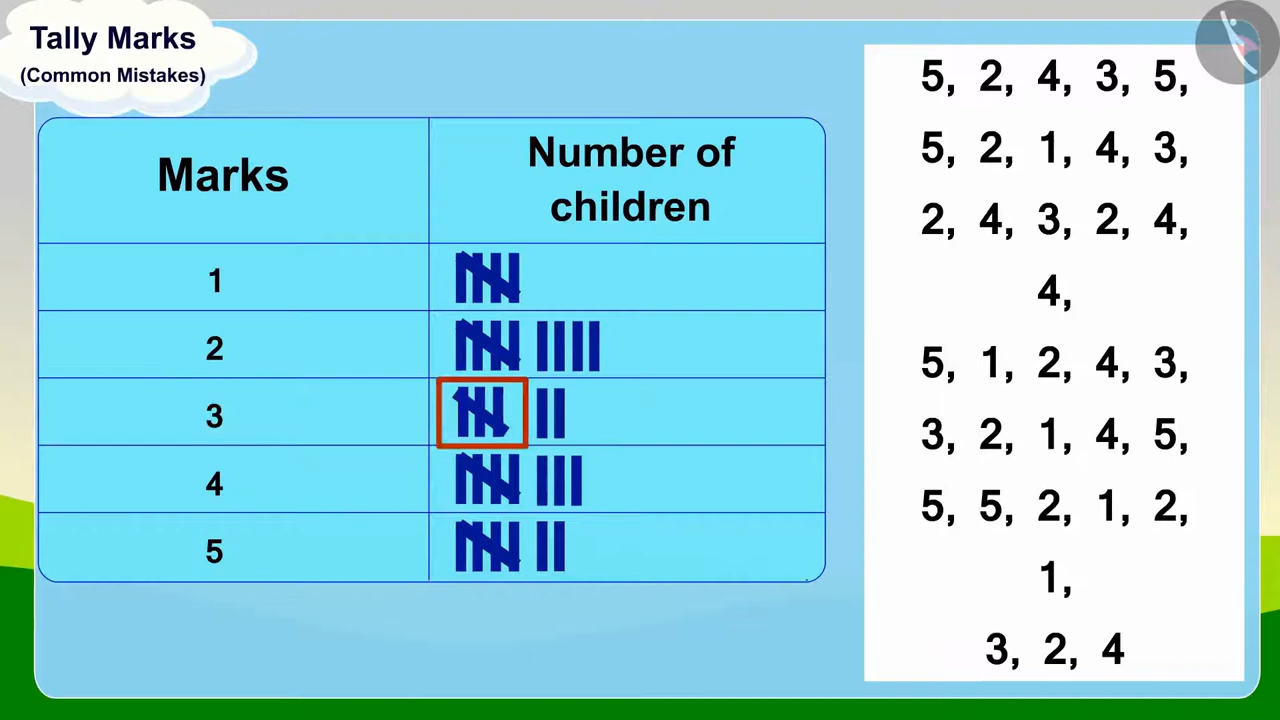 Tally Marks
(Common Mistakes)
Marks
Number of
children
1
2
3
4
5
5, 2, 4, 3, 5,
5, 2, 1, 4, 3,
2, 4, 3, 2, 4,
4,
5, 1, 2, 4, 3,
3, 2, 1, 4, 5,
5, 5, 2, 1, 2,
1,
3, 2, 4